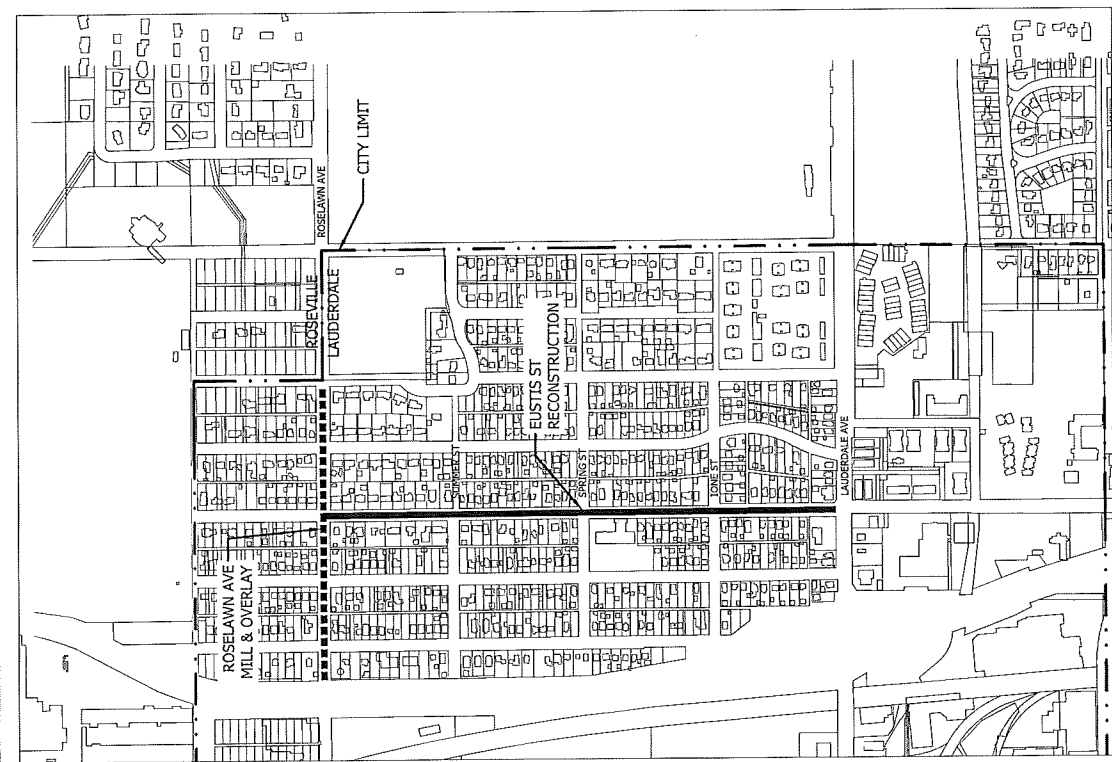 ROSELAWN AVE
CITY LIMIT
ROSEVILLE
LAUDERDALE
EUSTIS ST
RECONSTRUCTION
SUMMER ST
SPRING ST
IONE ST
LAUDERDALE AVE
ROSELAWN AVE
MILL & OVERLAY